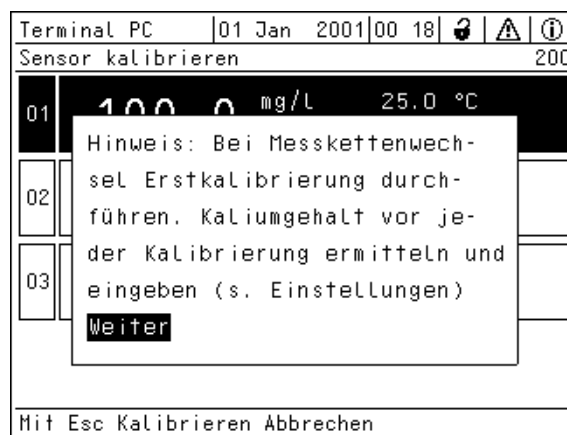 Terminal PC 01 Jan 2001 00 18
Sensor kalibrieren 200
01 100 0 mg/l 25.0 °C
Hinweis: Bei Messkettenwech-
sel Erstkalibrierung durch-
02
führen. Kaliumgehalt vor je-
der Kalibrierung ermitteln und
03
eingeben (s. Einstellungen)
Weiter
Mit Esc Kalibrieren Abbrechen